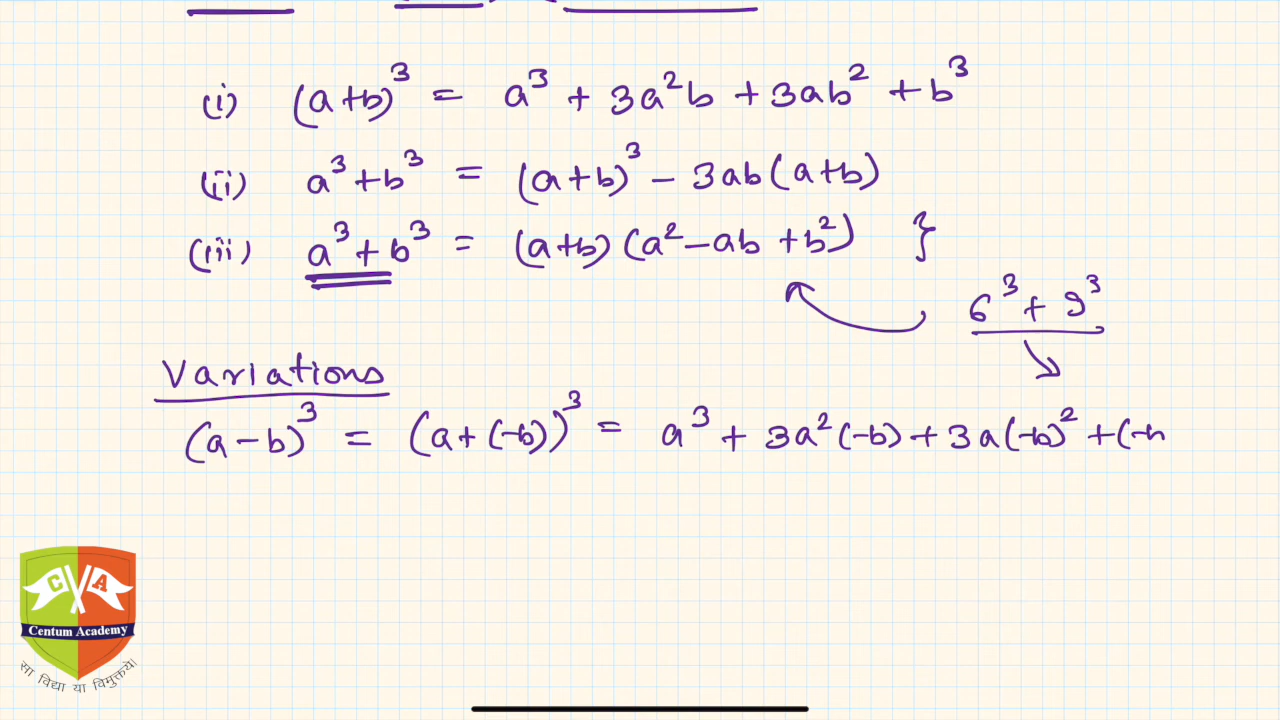 (i) (a+b)³ = a³ + 3a²b + 3ab² + b³
(ii) a³+b³ = (a+b)³ - 3ab(a+b)
(iii) a³+b³ = (a+b)(a²-ab+b²) }
6³+9³
Variations
(a-b)³ = (a+(-b))³ = a³ + 3a²(-b) + 3a(-b)² + (-
C A
Centum Academy
सा विद्या या विमुक्तये।